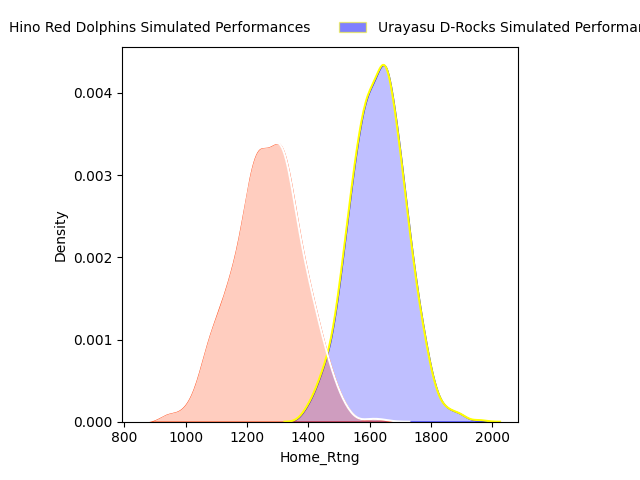 Hino Red Dolphins Simulated Performances
Urayasu D-Rocks Simulated Performa
0.004
0.003
0.002
0.001
0.000
Density
800 1000 1200 1400 1600 1800 2000
Home_Rtng